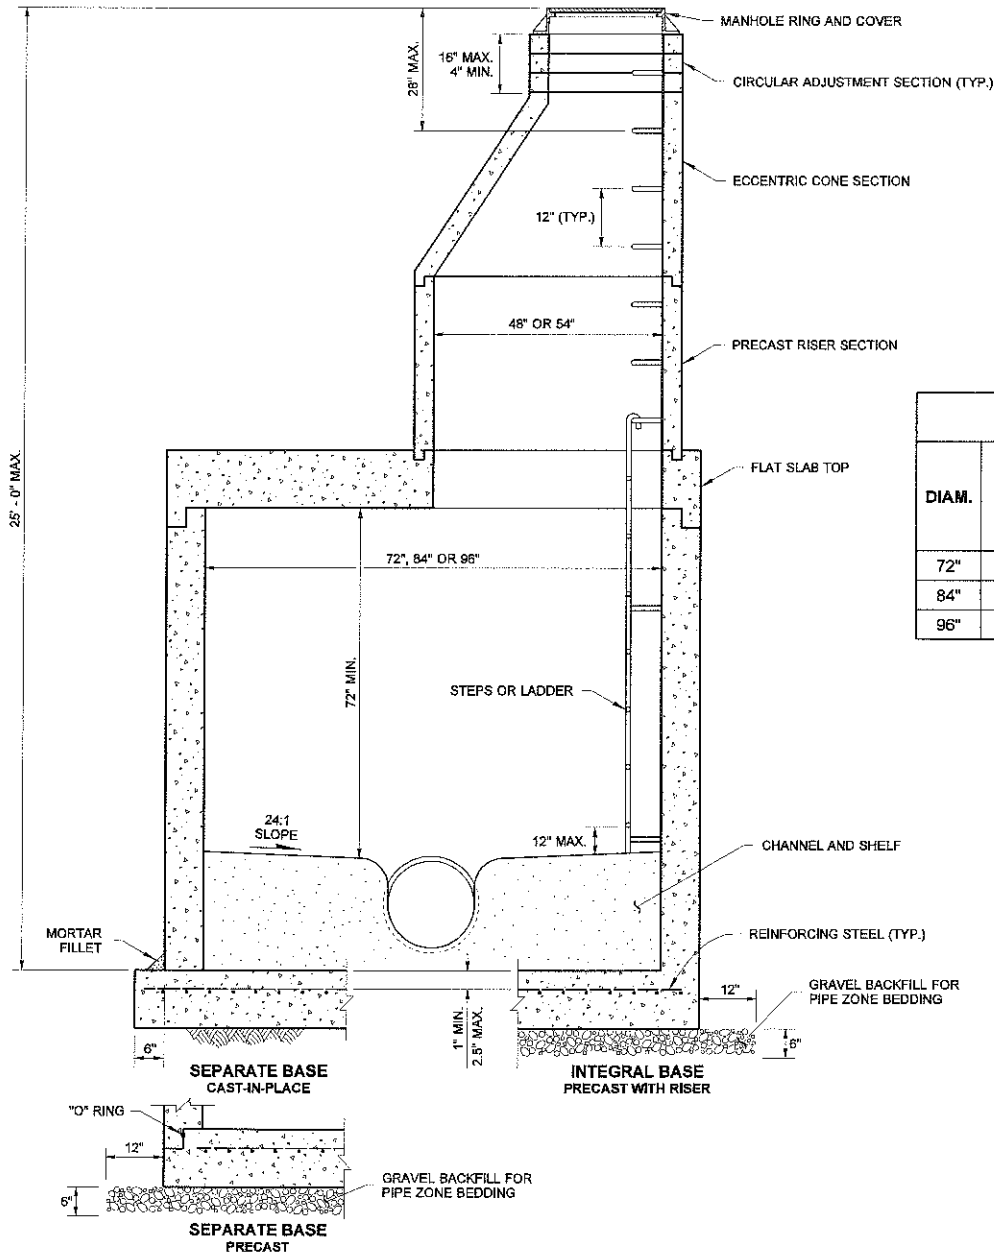 MANHOLE RING AND COVER
28" MAX.
16" MAX.
4" MIN.
CIRCULAR ADJUSTMENT SECTION (TYP.)
ECCENTRIC CONE SECTION
12" (TYP.)
48" OR 54"
PRECAST RISER SECTION
25' - 0" MAX.
FLAT SLAB TOP
DIAM.
72"
84"
96"
72", 84" OR 96"
72" MIN.
STEPS OR LADDER
24:1
SLOPE
12" MAX.
CHANNEL AND SHELF
MORTAR
FILLET
REINFORCING STEEL (TYP.)
12"
GRAVEL BACKFILL FOR
PIPE ZONE BEDDING
6"
6"
1" MIN.
2.5" MAX.
SEPARATE BASE
CAST-IN-PLACE
INTEGRAL BASE
PRECAST WITH RISER
"O" RING
12"
6"
GRAVEL BACKFILL FOR
PIPE ZONE BEDDING
SEPARATE BASE
PRECAST